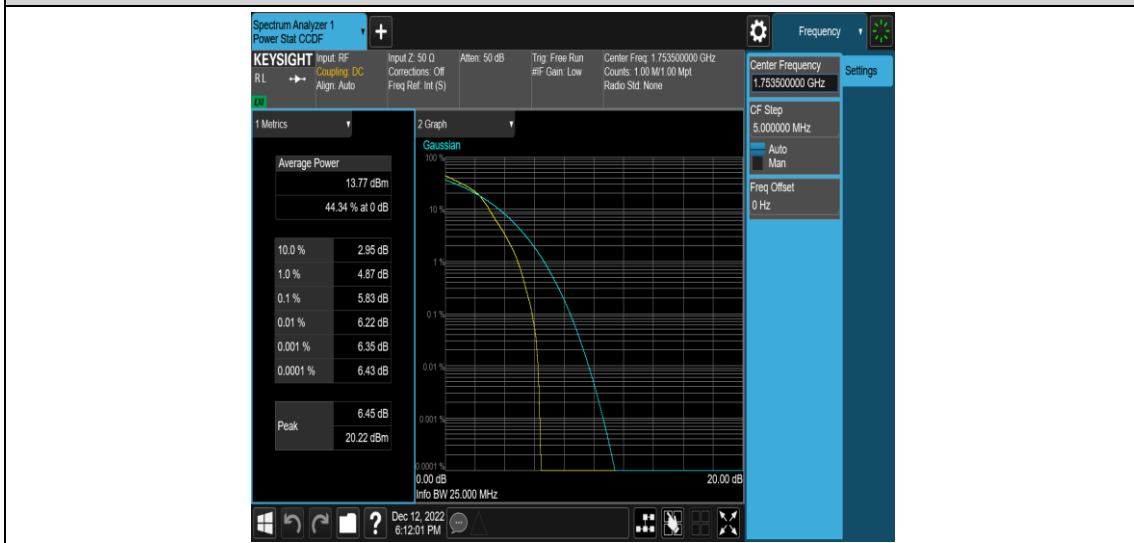 Spectrum Analyzer 1
Power Stat CCDF
+
Frequency
KEYSIGHT
RL
Input: RF
Coupling: DC
Align: Auto
Input Z: 50 Ω
Corrections: Off
Freq Ref: Int (S)
Atten: 50 dB
Trig: Free Run
#IF Gain: Low
Center Freq: 1.753500000 GHz
Counts: 1.00 M/1.00 Mpt
Radio Std: None
Center Frequency
1.753500000 GHz
Settings
CF Step
5.000000 MHz
Auto
Man
Freq Offset
0 Hz
1 Metrics
Average Power
13.77 dBm
44.34 % at 0 dB
10.0 % 2.95 dB
1.0 % 4.87 dB
0.1 % 5.83 dB
0.01 % 6.22 dB
0.001 % 6.35 dB
0.0001 % 6.43 dB
Peak 6.45 dB
20.22 dBm
2 Graph
Gaussian
100 %
10 %
1 %
0.1 %
0.01 %
0.001 %
0.0001 %
0.00 dB 20.00 dB
Info BW 25.000 MHz
?
Dec 12, 2022
6:12:01 PM